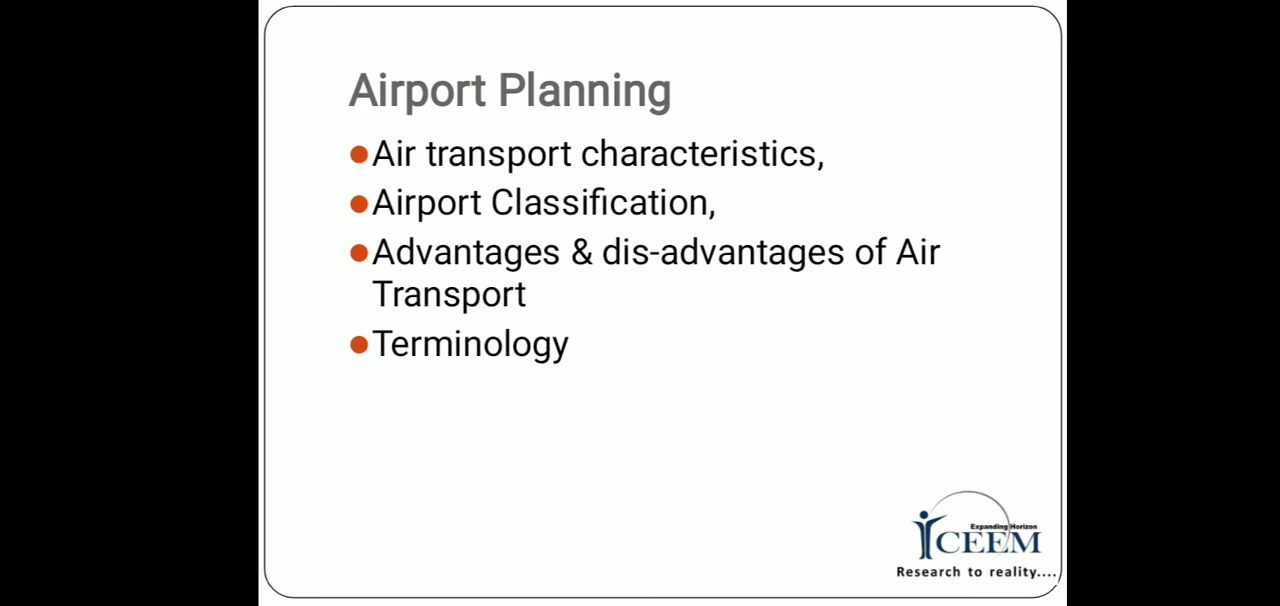 Airport Planning
Air transport characteristics,
Airport Classification,
Advantages & dis-advantages of Air
Transport
Terminology
Expanding Horizon
ICEEM
Research to reality....